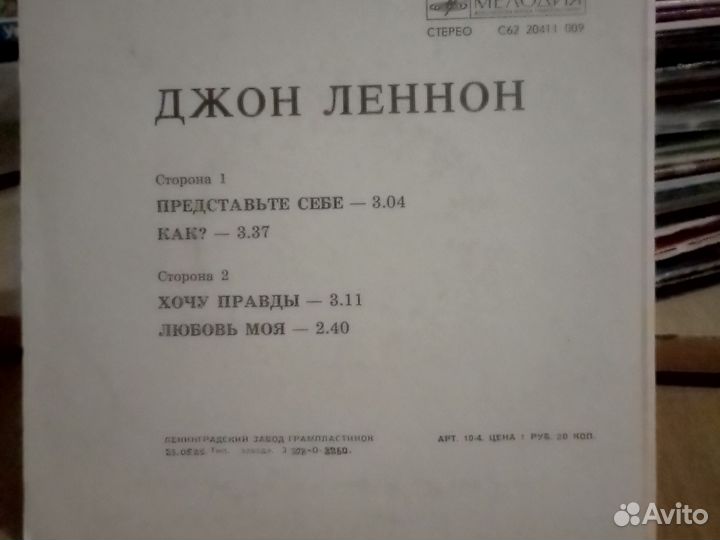 МЕЛОДИЯ
СТЕРЕО С62 20411 009
ДЖОН ЛЕННОН
Сторона 1
ПРЕДСТАВЬТЕ СЕБЕ — 3.04
КАК? — 3.37
Сторона 2
ХОЧУ ПРАВДЫ — 3.11
ЛЮБОВЬ МОЯ — 2.40
ЛЕНИНГРАДСКИЙ ЗАВОД ГРАМПЛАСТИНОК АРТ. 10-4. ЦЕНА 1 РУБ. 20 КОП.
Тип. завода.
Avito